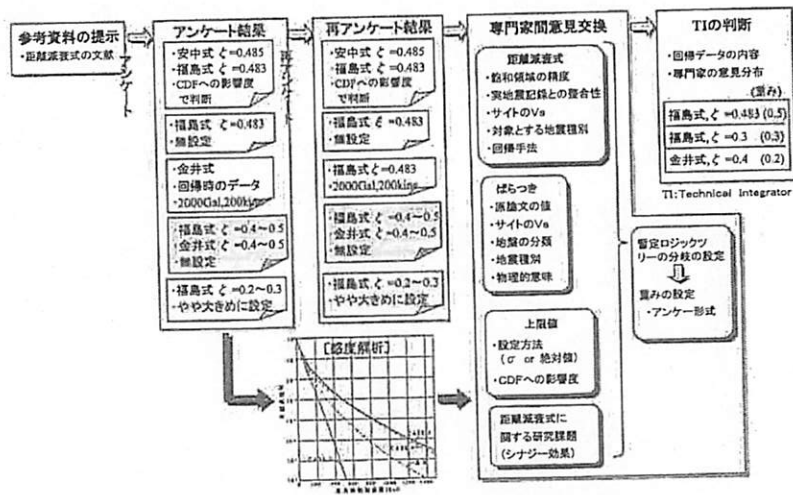 参考資料の提示
・距離減衰式の文献
アンケート
アンケート結果
・安中式 ζ=0.485
・福島式 ζ=0.483
・CDFへの影響度
で判断
・福島式 ζ=0.483
・無設定
・金井式
・回帰時のデータ
・2000Gal,200kine
・福島式 ζ=0.4~0.5
・金井式 ζ=0.4~0.5
・無設定
・福島式 ζ=0.2~0.3
・やや大きめに設定
再アンケート
再アンケート結果
・安中式 ζ=0.485
・福島式 ζ=0.483
・CDFへの影響度
で判断
・福島式 ζ=0.483
・無設定
・福島式 ζ=0.483
・2000Gal,200kine
・福島式 ζ=0.4~0.5
・金井式 ζ=0.4~0.5
・無設定
・福島式 ζ=0.2~0.3
・やや大きめに設定
[感度解析]
専門家間意見交換
距離減衰式
・飽和領域の精度
・実地震記録との整合性
・サイトのVs
・対象とする地震種別
・回帰手法
ばらつき
・原論文の値
・サイトのVs
・地盤の分類
・地震種別
・物理的意味
上限値
・設定方法
(σ or 絶対値)
・CDFへの影響度
距離減衰式に
関する研究課題
(シナジー効果)
暫定ロジックツ
リーの分岐の設定
重みの設定
・アンケー形式
TIの判断
・回帰データの内容
・専門家の意見分布
(重み)
福島式, ζ=0.483 (0.5)
福島式, ζ=0.3 (0.3)
金井式, ζ=0.4 (0.2)
TI:Technical Integrator